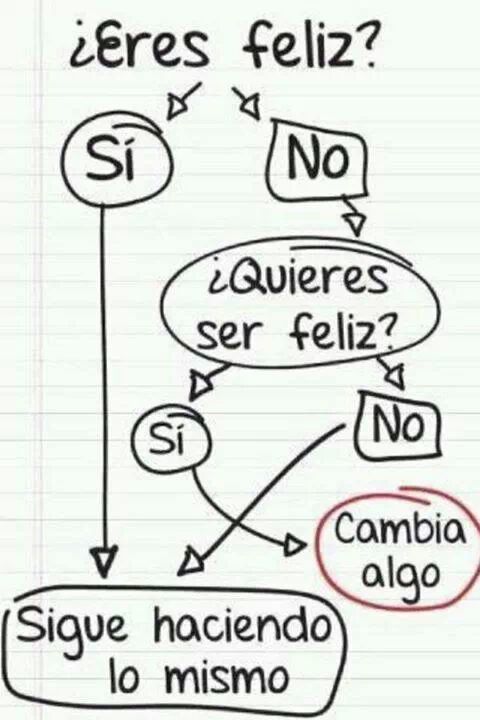 ¿Eres feliz?
Sí
No
¿Quieres
ser feliz?
Sí
No
Cambia
algo
Sigue haciendo
lo mismo